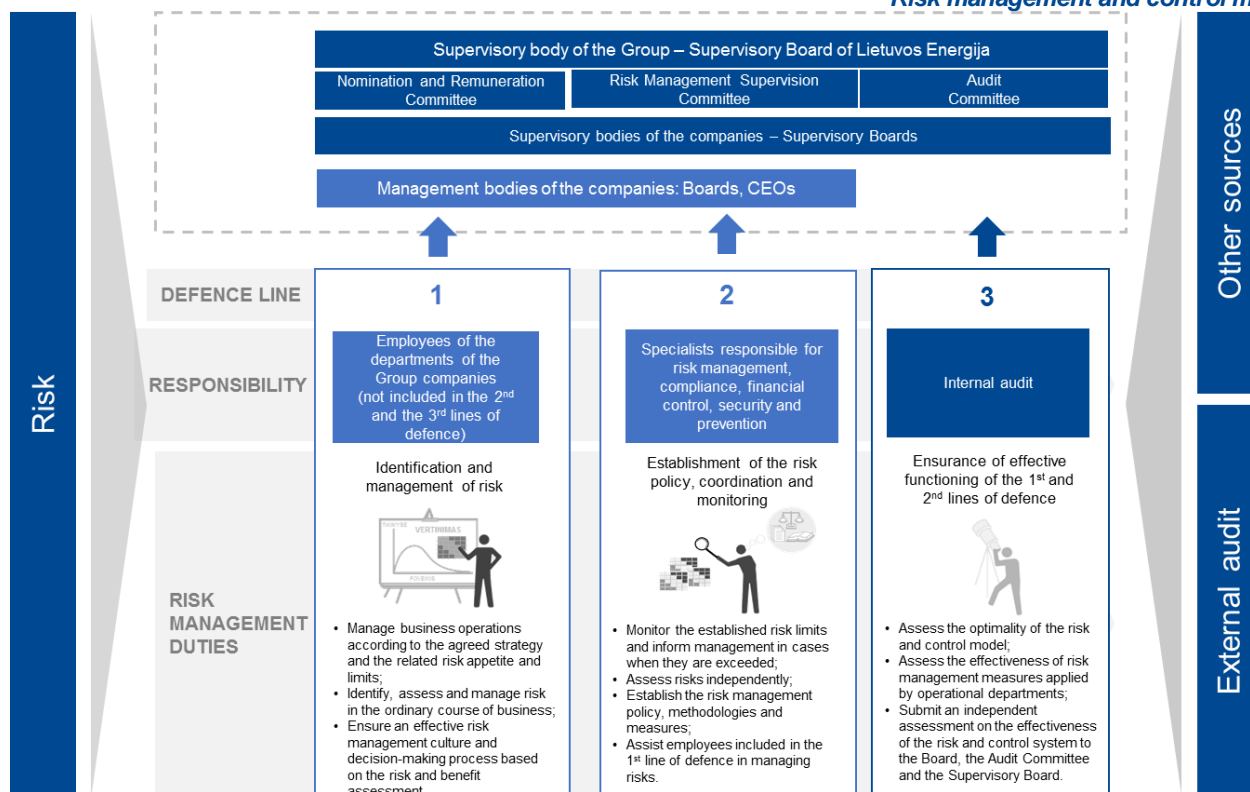 Risk management and control m
Supervisory body of the Group – Supervisory Board of Lietuvos Energija
Nomination and Remuneration
Committee
Risk Management Supervision
Committee
Audit
Committee
Supervisory bodies of the companies – Supervisory Boards
Management bodies of the companies: Boards, CEOs
Risk
Other sources
External audit
DEFENCE LINE
1
2
3
RESPONSIBILITY
Employees of the
departments of the
Group companies
(not included in the 2nd
and the 3rd lines of
defence)
Specialists responsible for
risk management,
compliance, financial
control, security and
prevention
Internal audit
RISK
MANAGEMENT
DUTIES
Identification and
management of risk
VERTINIMAS
• Manage business operations
according to the agreed strategy
and the related risk appetite and
limits;
• Identify, assess and manage risk
in the ordinary course of business;
• Ensure an effective risk
management culture and
decision-making process based
on the risk and benefit
assessment
Establishment of the risk
policy, coordination and
monitoring
• Monitor the established risk limits
and inform management in cases
when they are exceeded;
• Assess risks independently;
• Establish the risk management
policy, methodologies and
measures;
• Assist employees included in the
1st line of defence in managing
risks.
Ensurance of effective
functioning of the 1st and
2nd lines of defence
• Assess the optimality of the risk
and control model;
• Assess the effectiveness of risk
management measures applied
by operational departments;
• Submit an independent
assessment on the effectiveness
of the risk and control system to
the Board, the Audit Committee
and the Supervisory Board.